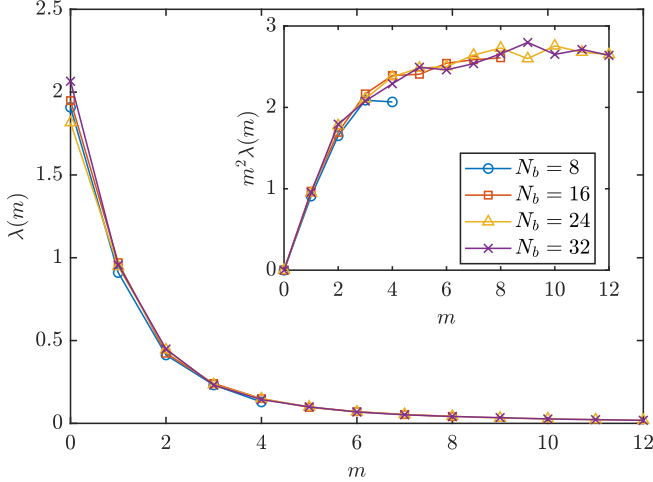 2.5
2
1.5
1
0.5
0
λ(m)
0 2 4 6 8 10 12
m
3
2
1
0
m²λ(m)
0 2 4 6 8 10 12
m
N_b = 8
N_b = 16
N_b = 24
N_b = 32